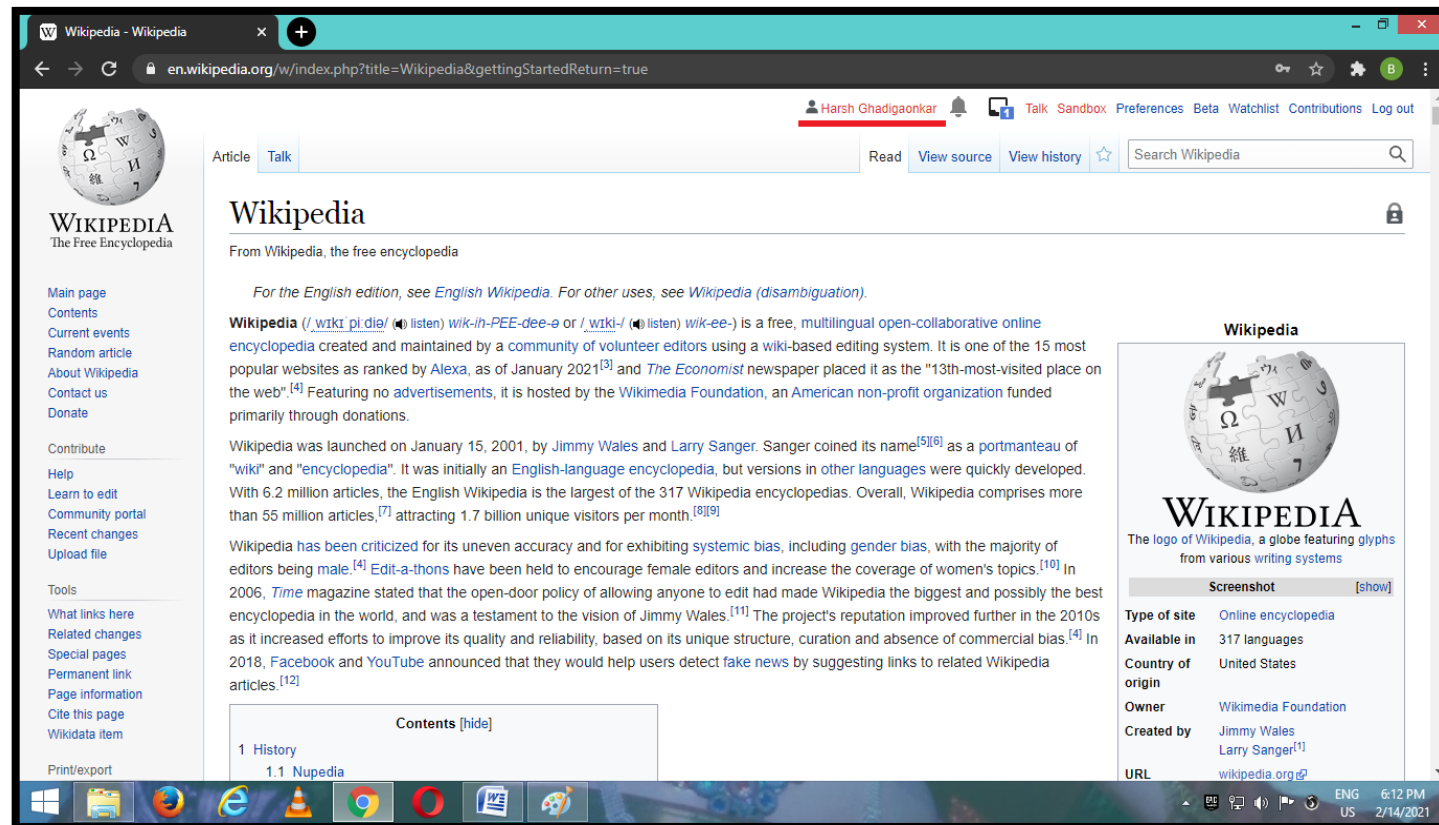 Wikipedia - Wikipedia
en.wikipedia.org/w/index.php?title=Wikipedia&gettingStartedReturn=true
B
Harsh Ghadigaonkar 1 Talk Sandbox Preferences Beta Watchlist Contributions Log out
Article Talk Read View source View history Search Wikipedia
WIKIPEDIA
The Free Encyclopedia
Main page
Contents
Current events
Random article
About Wikipedia
Contact us
Donate
Contribute
Help
Learn to edit
Community portal
Recent changes
Upload file
Tools
What links here
Related changes
Special pages
Permanent link
Page information
Cite this page
Wikidata item
Print/export
Wikipedia
From Wikipedia, the free encyclopedia
For the English edition, see English Wikipedia. For other uses, see Wikipedia (disambiguation).
Wikipedia (/ˌwɪkɪˈpiːdiə/ (listen) wik-ih-PEE-dee-ə or /ˌwɪki-/ (listen) wik-ee-) is a free, multilingual open-collaborative online
encyclopedia created and maintained by a community of volunteer editors using a wiki-based editing system. It is one of the 15 most
popular websites as ranked by Alexa, as of January 2021[3] and The Economist newspaper placed it as the "13th-most-visited place on
the web".[4] Featuring no advertisements, it is hosted by the Wikimedia Foundation, an American non-profit organization funded
primarily through donations.
Wikipedia was launched on January 15, 2001, by Jimmy Wales and Larry Sanger. Sanger coined its name[5][6] as a portmanteau of
"wiki" and "encyclopedia". It was initially an English-language encyclopedia, but versions in other languages were quickly developed.
With 6.2 million articles, the English Wikipedia is the largest of the 317 Wikipedia encyclopedias. Overall, Wikipedia comprises more
than 55 million articles,[7] attracting 1.7 billion unique visitors per month.[8][9]
Wikipedia has been criticized for its uneven accuracy and for exhibiting systemic bias, including gender bias, with the majority of
editors being male.[4] Edit-a-thons have been held to encourage female editors and increase the coverage of women's topics.[10] In
2006, Time magazine stated that the open-door policy of allowing anyone to edit had made Wikipedia the biggest and possibly the best
encyclopedia in the world, and was a testament to the vision of Jimmy Wales.[11] The project's reputation improved further in the 2010s
as it increased efforts to improve its quality and reliability, based on its unique structure, curation and absence of commercial bias.[4] In
2018, Facebook and YouTube announced that they would help users detect fake news by suggesting links to related Wikipedia
articles.[12]
Contents [hide]
1 History
1.1 Nupedia
Wikipedia
WIKIPEDIA
The logo of Wikipedia, a globe featuring glyphs
from various writing systems
Screenshot [show]
Type of site Online encyclopedia
Available in 317 languages
Country of United States
origin
Owner Wikimedia Foundation
Created by Jimmy Wales
Larry Sanger[1]
URL wikipedia.org
ENG 6:12 PM
US 2/14/2021